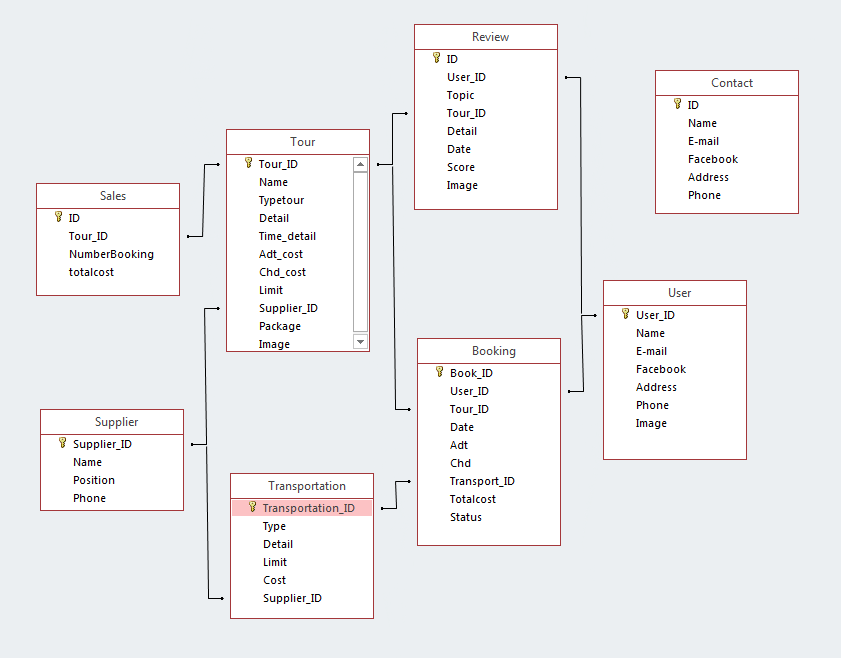 Review
ID
User_ID
Topic
Tour_ID
Detail
Date
Score
Image
Contact
ID
Name
E-mail
Facebook
Address
Phone
Tour
Tour_ID
Name
Typetour
Detail
Time_detail
Adt_cost
Chd_cost
Limit
Supplier_ID
Package
Image
Sales
ID
Tour_ID
NumberBooking
totalcost
User
User_ID
Name
E-mail
Facebook
Address
Phone
Image
Booking
Book_ID
User_ID
Tour_ID
Date
Adt
Chd
Transport_ID
Totalcost
Status
Supplier
Supplier_ID
Name
Position
Phone
Transportation
Transportation_ID
Type
Detail
Limit
Cost
Supplier_ID